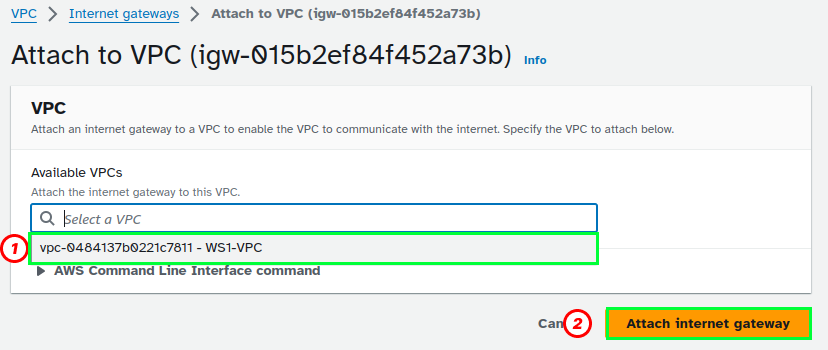 VPC > Internet gateways > Attach to VPC (igw-015b2ef84f452a73b)
Attach to VPC (igw-015b2ef84f452a73b) Info
VPC
Attach an internet gateway to a VPC to enable the VPC to communicate with the internet. Specify the VPC to attach below.
Available VPCs
Attach the internet gateway to this VPC.
Select a VPC
1 vpc-0484137b0221c7811 - WS1-VPC
AWS Command Line Interface command
Can 2 Attach internet gateway